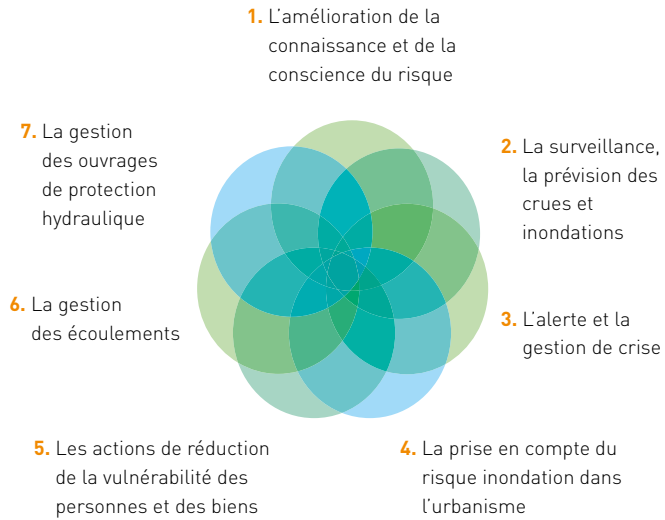 1. L'amélioration de la
connaissance et de la
conscience du risque
2. La surveillance,
la prévision des
crues et
inondations
3. L'alerte et la
gestion de crise
4. La prise en compte du
risque inondation dans
l'urbanisme
5. Les actions de réduction
de la vulnérabilité des
personnes et des biens
6. La gestion
des écoulements
7. La gestion
des ouvrages
de protection
hydraulique